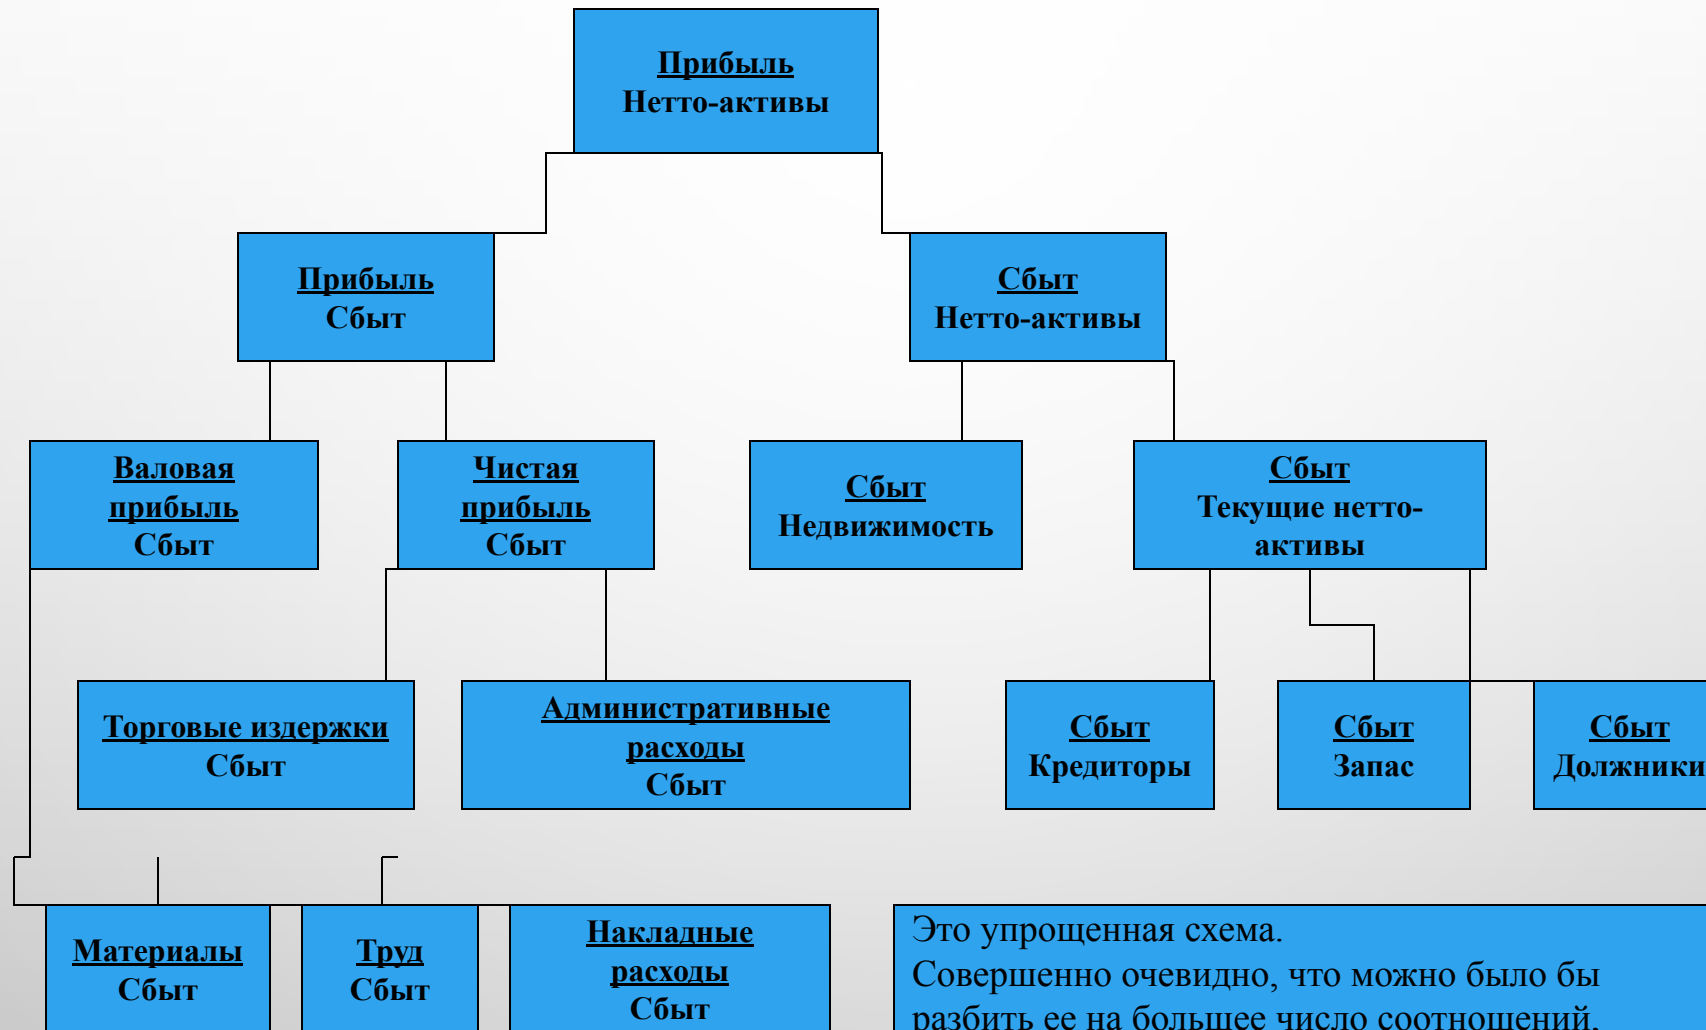 Прибыль
Нетто-активы
Прибыль
Сбыт
Сбыт
Нетто-активы
Валовая
прибыль
Сбыт
Чистая
прибыль
Сбыт
Сбыт
Недвижимость
Сбыт
Текущие нетто-
активы
Торговые издержки
Сбыт
Административные
расходы
Сбыт
Сбыт
Кредиторы
Сбыт
Запас
Сбыт
Должники
Материалы
Сбыт
Труд
Сбыт
Накладные
расходы
Сбыт
Это упрощенная схема.
Совершенно очевидно, что можно было бы
разбить ее на большее число соотношений,